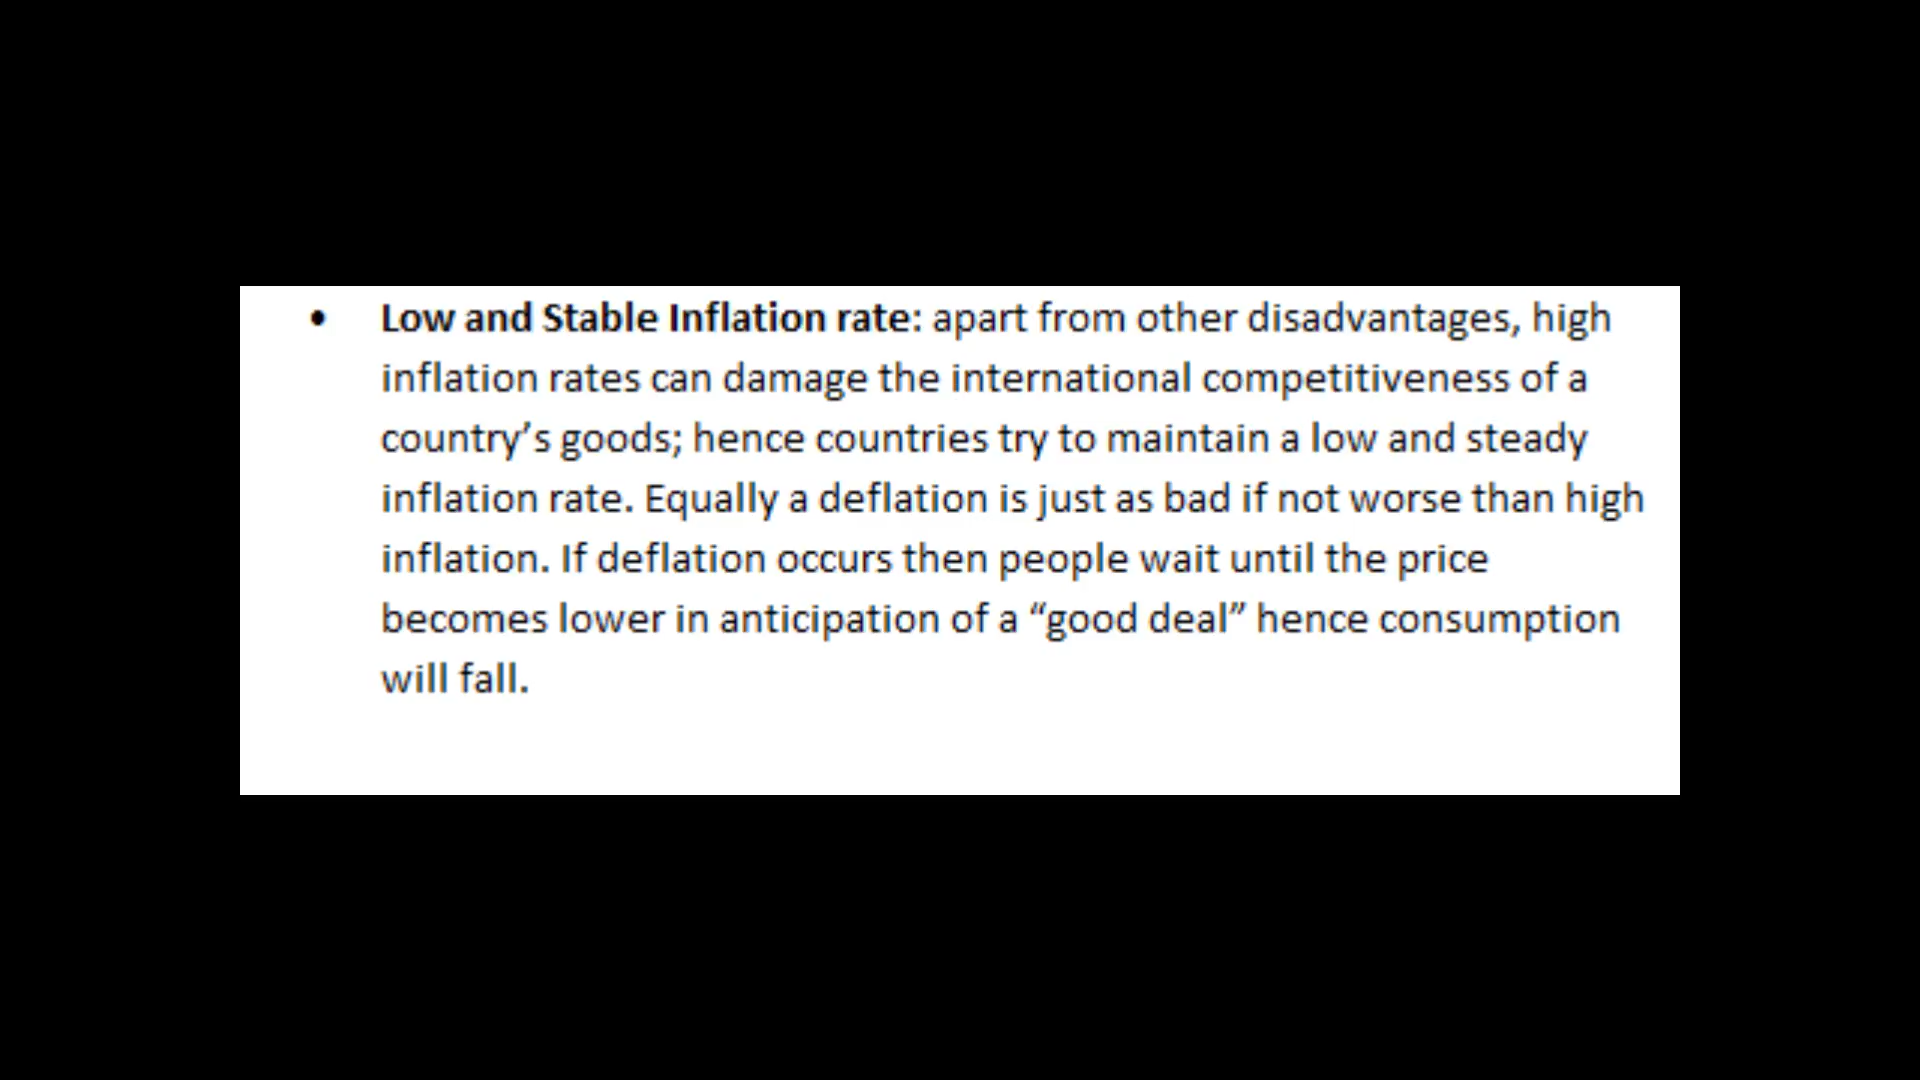 • Low and Stable Inflation rate: apart from other disadvantages, high
inflation rates can damage the international competitiveness of a
country’s goods; hence countries try to maintain a low and steady
inflation rate. Equally a deflation is just as bad if not worse than high
inflation. If deflation occurs then people wait until the price
becomes lower in anticipation of a “good deal” hence consumption
will fall.